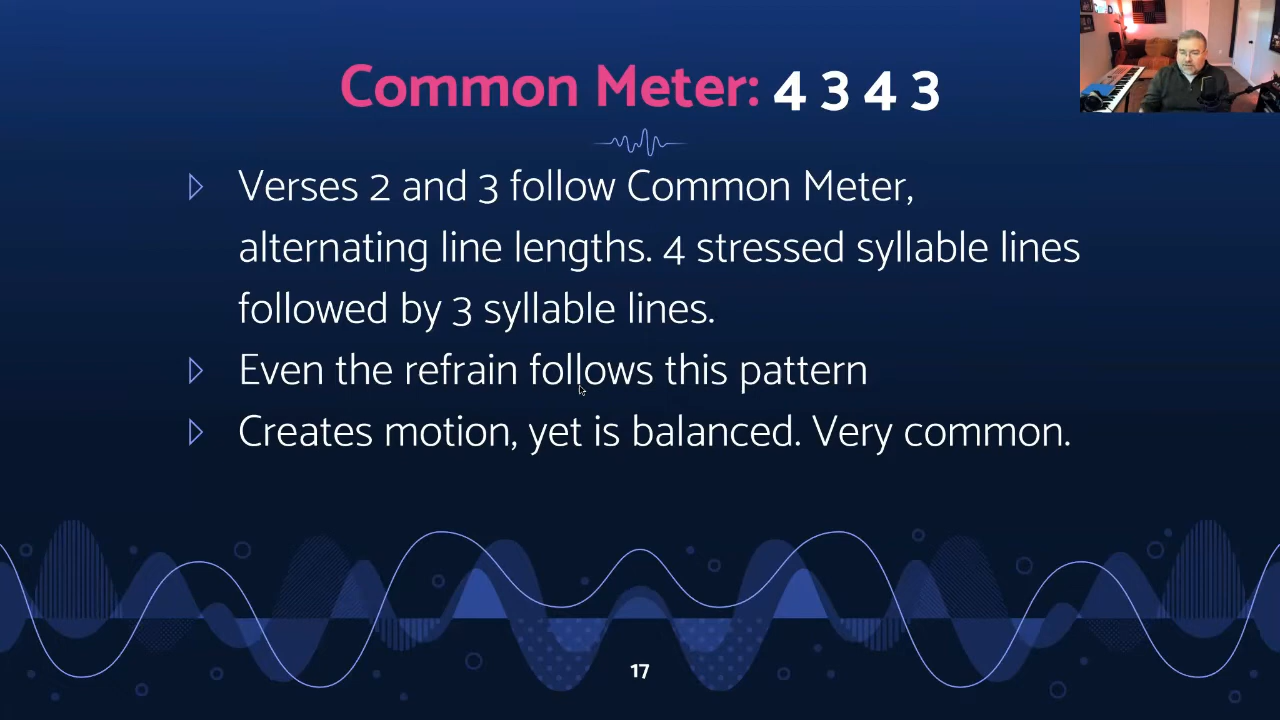 Common Meter: 4 3 4 3
Verses 2 and 3 follow Common Meter,
alternating line lengths. 4 stressed syllable lines
followed by 3 syllable lines.
Even the refrain follows this pattern
Creates motion, yet is balanced. Very common.
17